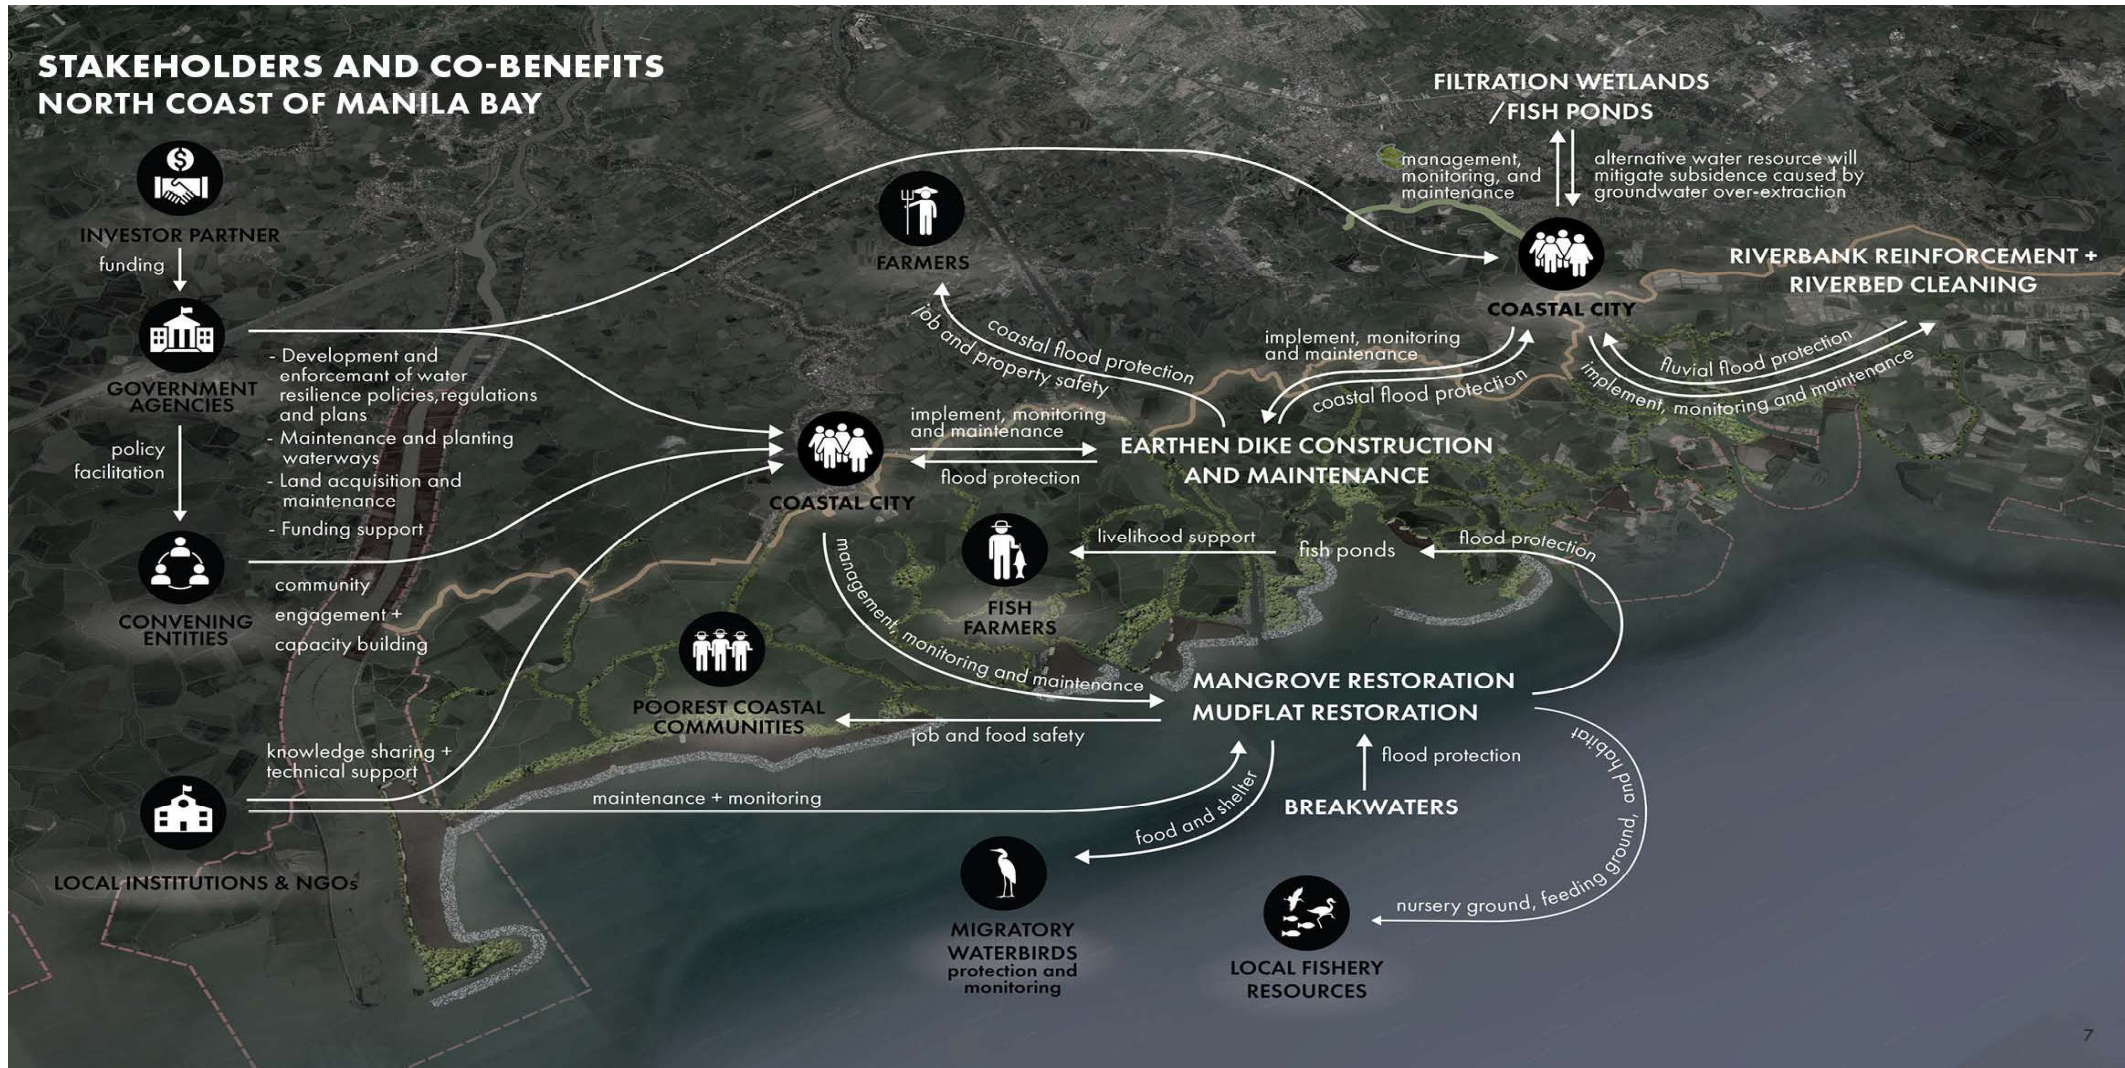 STAKEHOLDERS AND CO-BENEFITS
NORTH COAST OF MANILA BAY
INVESTOR PARTNER
funding
GOVERNMENT
AGENCIES
policy
facilitation
CONVENING
ENTITIES
LOCAL INSTITUTIONS & NGOs
- Development and
enforcemant of water
resilience policies,regulations
and plans
- Maintenance and planting
waterways
- Land acquisition and
maintenance
- Funding support
community
engagement +
capacity building
knowledge sharing +
technical support
maintenance + monitoring
FARMERS
job and property safety
coastal flood protection
COASTAL CITY
implement, monitoring
and maintenance
flood protection
EARTHEN DIKE CONSTRUCTION
AND MAINTENANCE
implement, monitoring
and maintenance
coastal flood protection
FILTRATION WETLANDS
/FISH PONDS
management,
monitoring, and
maintenance
alternative water resource will
mitigate subsidence caused by
groundwater over-extraction
COASTAL CITY
RIVERBANK REINFORCEMENT +
RIVERBED CLEANING
fluvial flood protection
implement, monitoring and maintenance
FISH
FARMERS
livelihood support
fish ponds
flood protection
management, monitoring and maintenance
POOREST COASTAL
COMMUNITIES
job and food safety
MANGROVE RESTORATION
MUDFLAT RESTORATION
flood protection
BREAKWATERS
food and shelter
MIGRATORY
WATERBIRDS
protection and
monitoring
nursery ground, feeding ground, and habitat
LOCAL FISHERY
RESOURCES
7